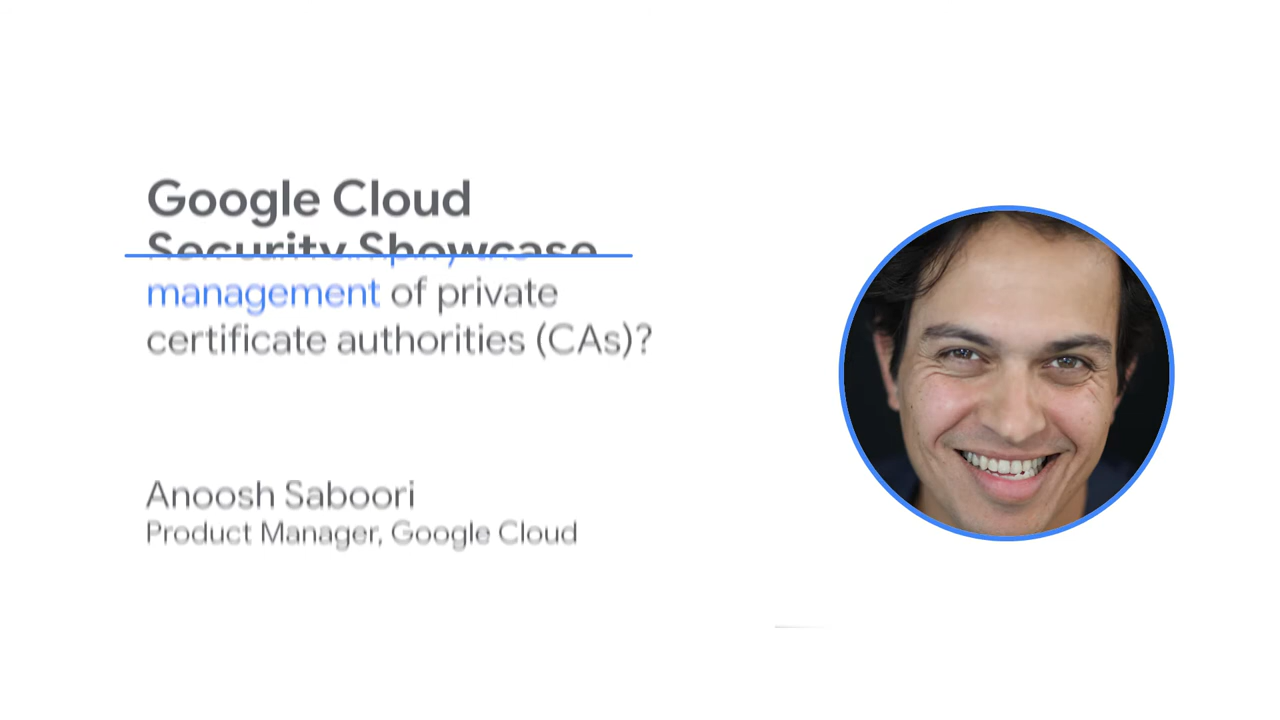 Google Cloud
Security Showcase
management of private
certificate authorities (CAs)?
Anoosh Saboori
Product Manager, Google Cloud